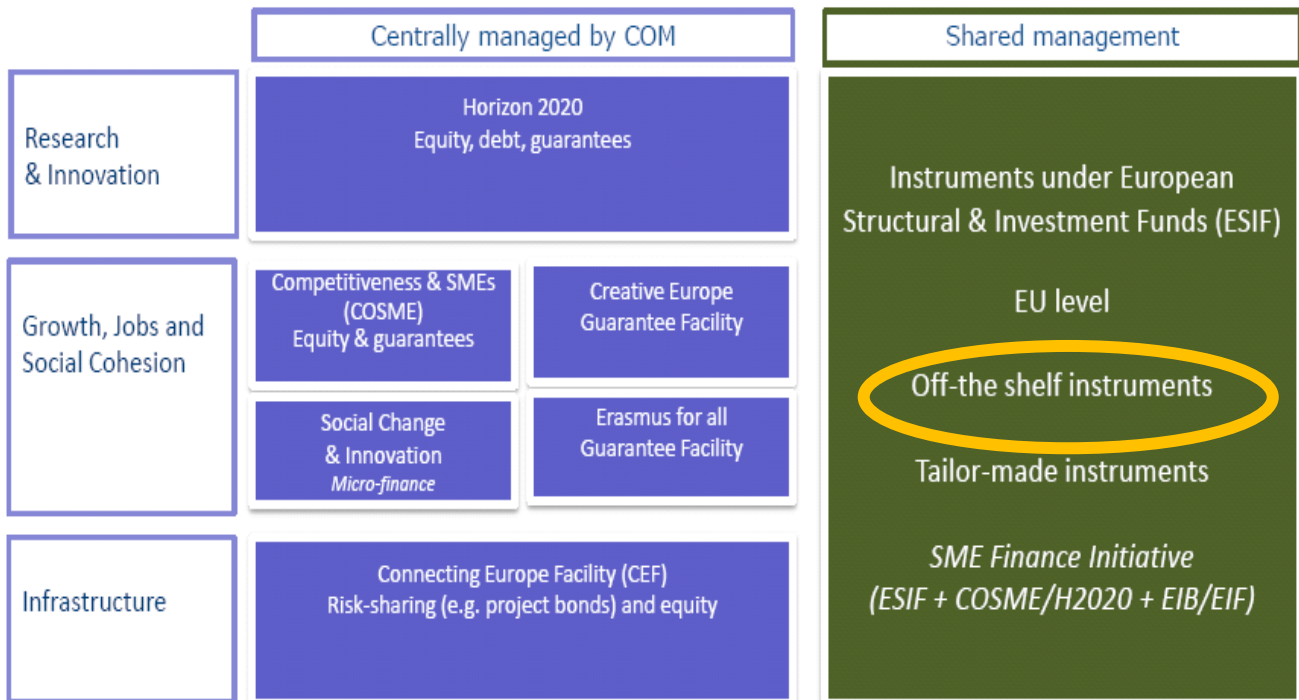 Centrally managed by COM
Shared management
Research
& Innovation
Horizon 2020
Equity, debt, guarantees
Growth, Jobs and
Social Cohesion
Competitiveness & SMEs
(COSME)
Equity & guarantees
Creative Europe
Guarantee Facility
Social Change
& Innovation
Micro-finance
Erasmus for all
Guarantee Facility
Infrastructure
Connecting Europe Facility (CEF)
Risk-sharing (e.g. project bonds) and equity
Instruments under European
Structural & Investment Funds (ESIF)
EU level
Off-the shelf instruments
Tailor-made instruments
SME Finance Initiative
(ESIF + COSME/H2020 + EIB/EIF)